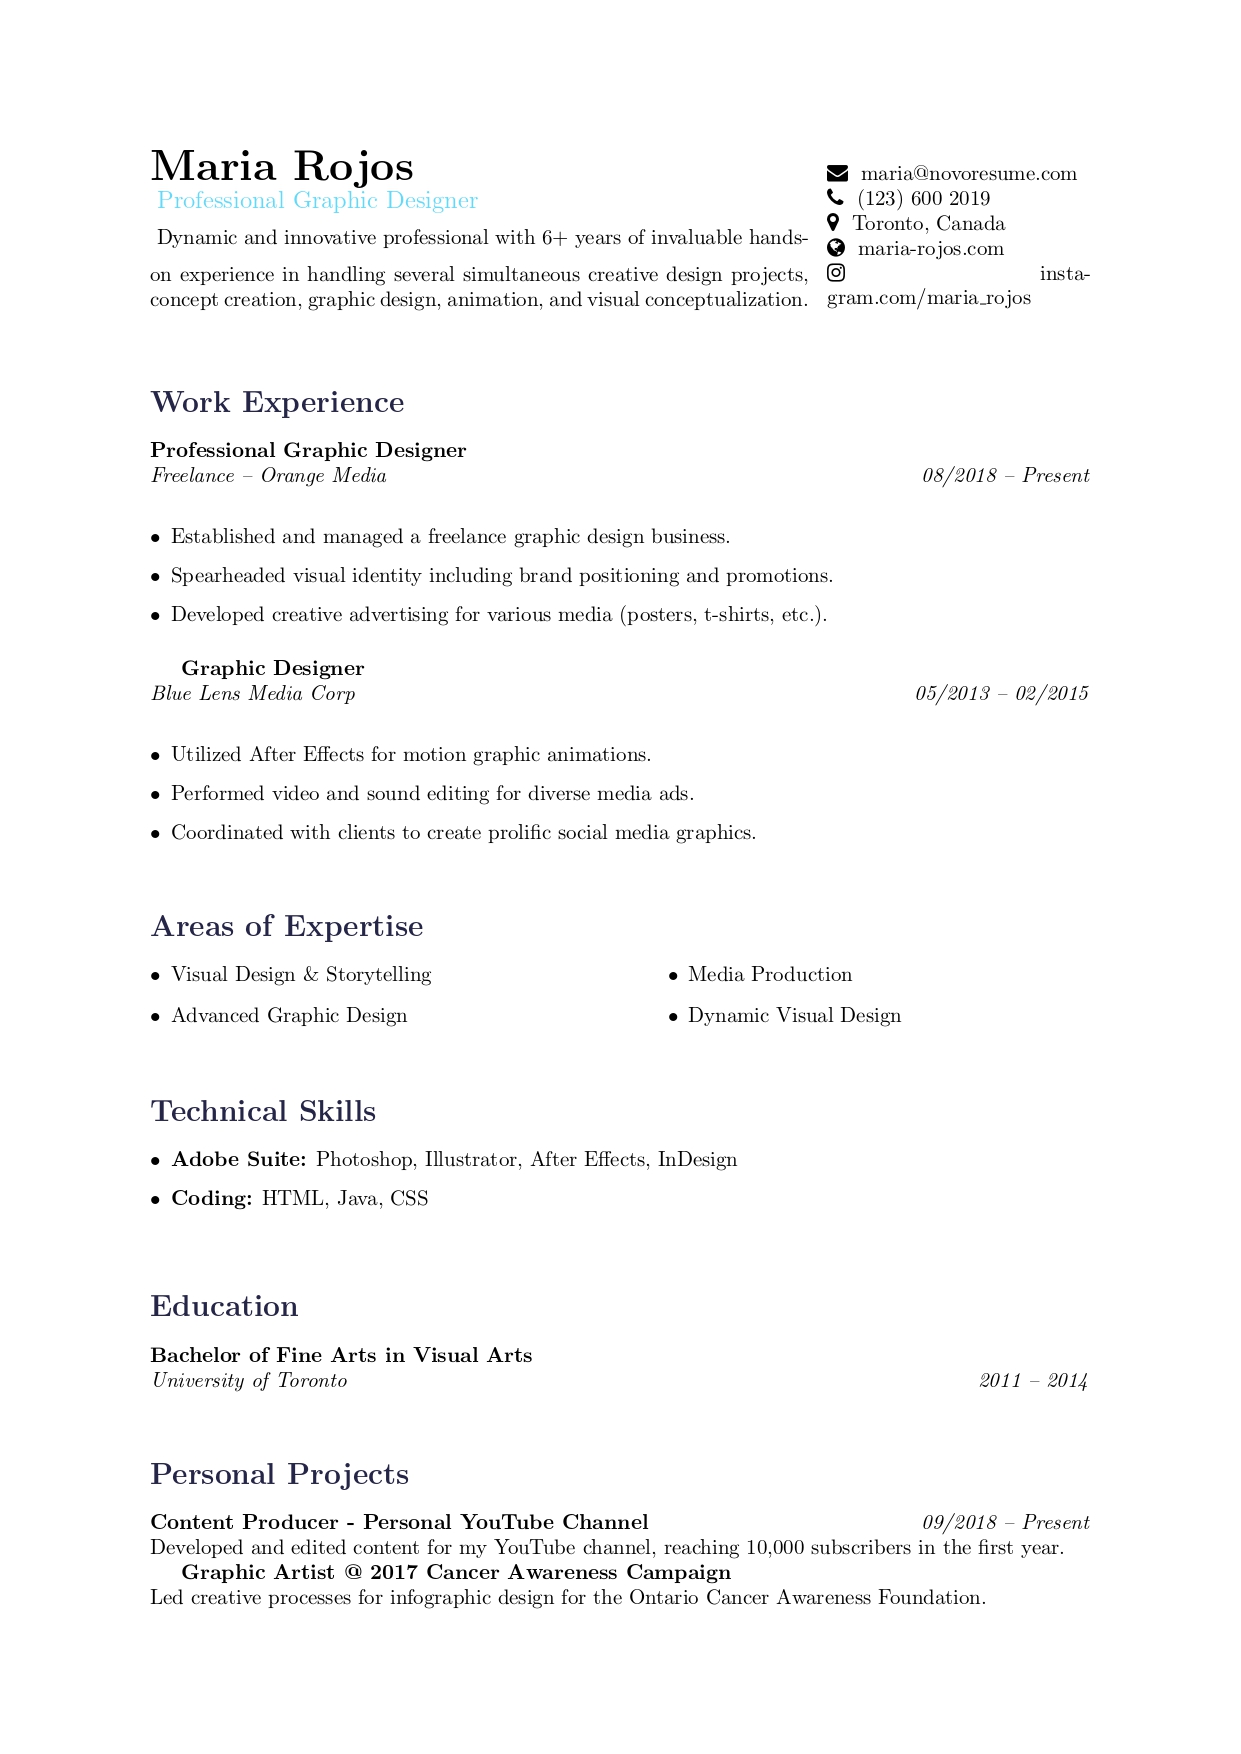 Maria Rojos
Professional Graphic Designer
Dynamic and innovative professional with 6+ years of invaluable hands-
on experience in handling several simultaneous creative design projects,
concept creation, graphic design, animation, and visual conceptualization.
maria@novoresume.com
(123) 600 2019
Toronto, Canada
maria-rojos.com
insta-
gram.com/maria_rojos
Work Experience
Professional Graphic Designer
Freelance – Orange Media 08/2018 – Present
• Established and managed a freelance graphic design business.
• Spearheaded visual identity including brand positioning and promotions.
• Developed creative advertising for various media (posters, t-shirts, etc.).
Graphic Designer
Blue Lens Media Corp 05/2013 – 02/2015
• Utilized After Effects for motion graphic animations.
• Performed video and sound editing for diverse media ads.
• Coordinated with clients to create prolific social media graphics.
Areas of Expertise
• Visual Design & Storytelling
• Advanced Graphic Design
• Media Production
• Dynamic Visual Design
Technical Skills
• Adobe Suite: Photoshop, Illustrator, After Effects, InDesign
• Coding: HTML, Java, CSS
Education
Bachelor of Fine Arts in Visual Arts
University of Toronto 2011 – 2014
Personal Projects
Content Producer - Personal YouTube Channel 09/2018 – Present
Developed and edited content for my YouTube channel, reaching 10,000 subscribers in the first year.
Graphic Artist @ 2017 Cancer Awareness Campaign
Led creative processes for infographic design for the Ontario Cancer Awareness Foundation.